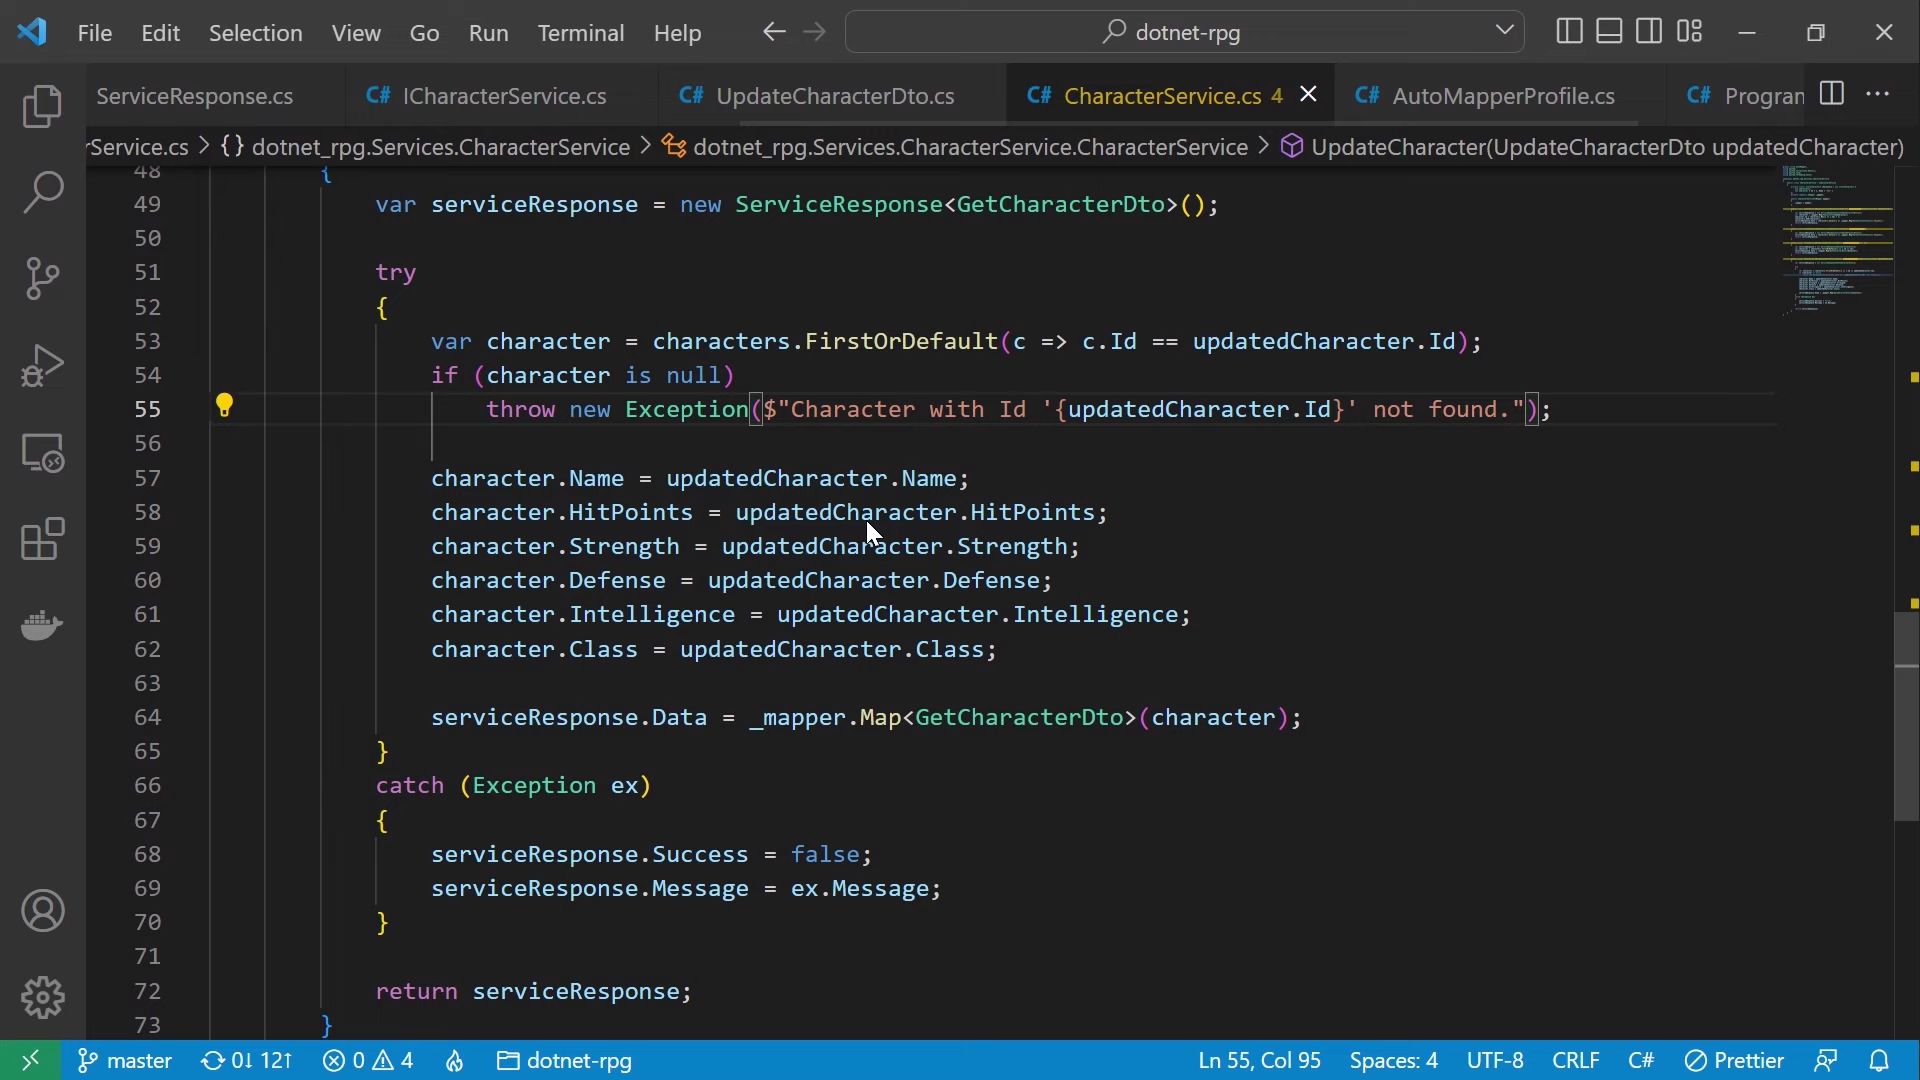 File Edit Selection View Go Run Terminal Help dotnet-rpg
ServiceResponse.cs C# ICharacterService.cs C# UpdateCharacterDto.cs C# CharacterService.cs 4 C# AutoMapperProfile.cs C# Program
rService.cs > {} dotnet_rpg.Services.CharacterService > dotnet_rpg.Services.CharacterService.CharacterService > UpdateCharacter(UpdateCharacterDto updatedCharacter)
48 {
49 var serviceResponse = new ServiceResponse<GetCharacterDto>();
50
51 try
52 {
53 var character = characters.FirstOrDefault(c => c.Id == updatedCharacter.Id);
54 if (character is null)
55 throw new Exception($"Character with Id '{updatedCharacter.Id}' not found.");
56
57 character.Name = updatedCharacter.Name;
58 character.HitPoints = updatedCharacter.HitPoints;
59 character.Strength = updatedCharacter.Strength;
60 character.Defense = updatedCharacter.Defense;
61 character.Intelligence = updatedCharacter.Intelligence;
62 character.Class = updatedCharacter.Class;
63
64 serviceResponse.Data = _mapper.Map<GetCharacterDto>(character);
65 }
66 catch (Exception ex)
67 {
68 serviceResponse.Success = false;
69 serviceResponse.Message = ex.Message;
70 }
71
72 return serviceResponse;
73 }
master 0↓ 12↑ 0 4 dotnet-rpg Ln 55, Col 95 Spaces: 4 UTF-8 CRLF C# Prettier